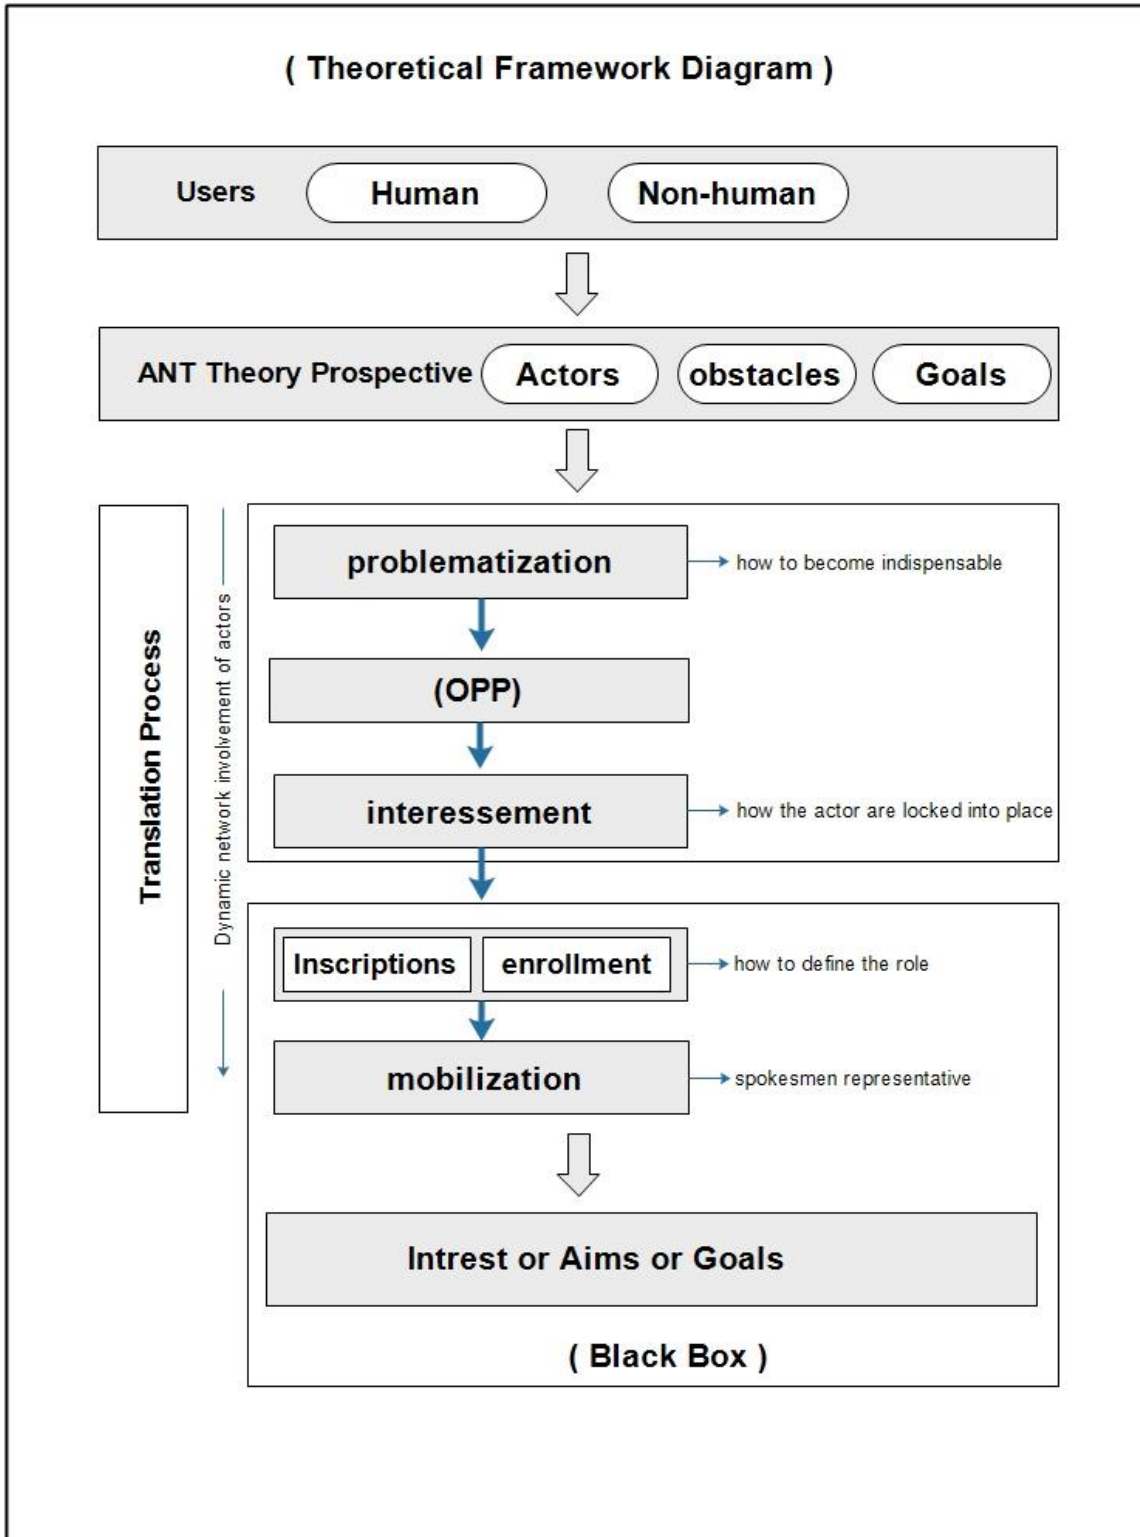 ( Theoretical Framework Diagram )
Users
Human
Non-human
ANT Theory Prospective
Actors
obstacles
Goals
Translation Process
Dynamic network involvement of actors
problematization
how to become indispensable
(OPP)
interessement
how the actor are locked into place
Inscriptions
enrollment
how to define the role
mobilization
spokesmen representative
Intrest or Aims or Goals
( Black Box )